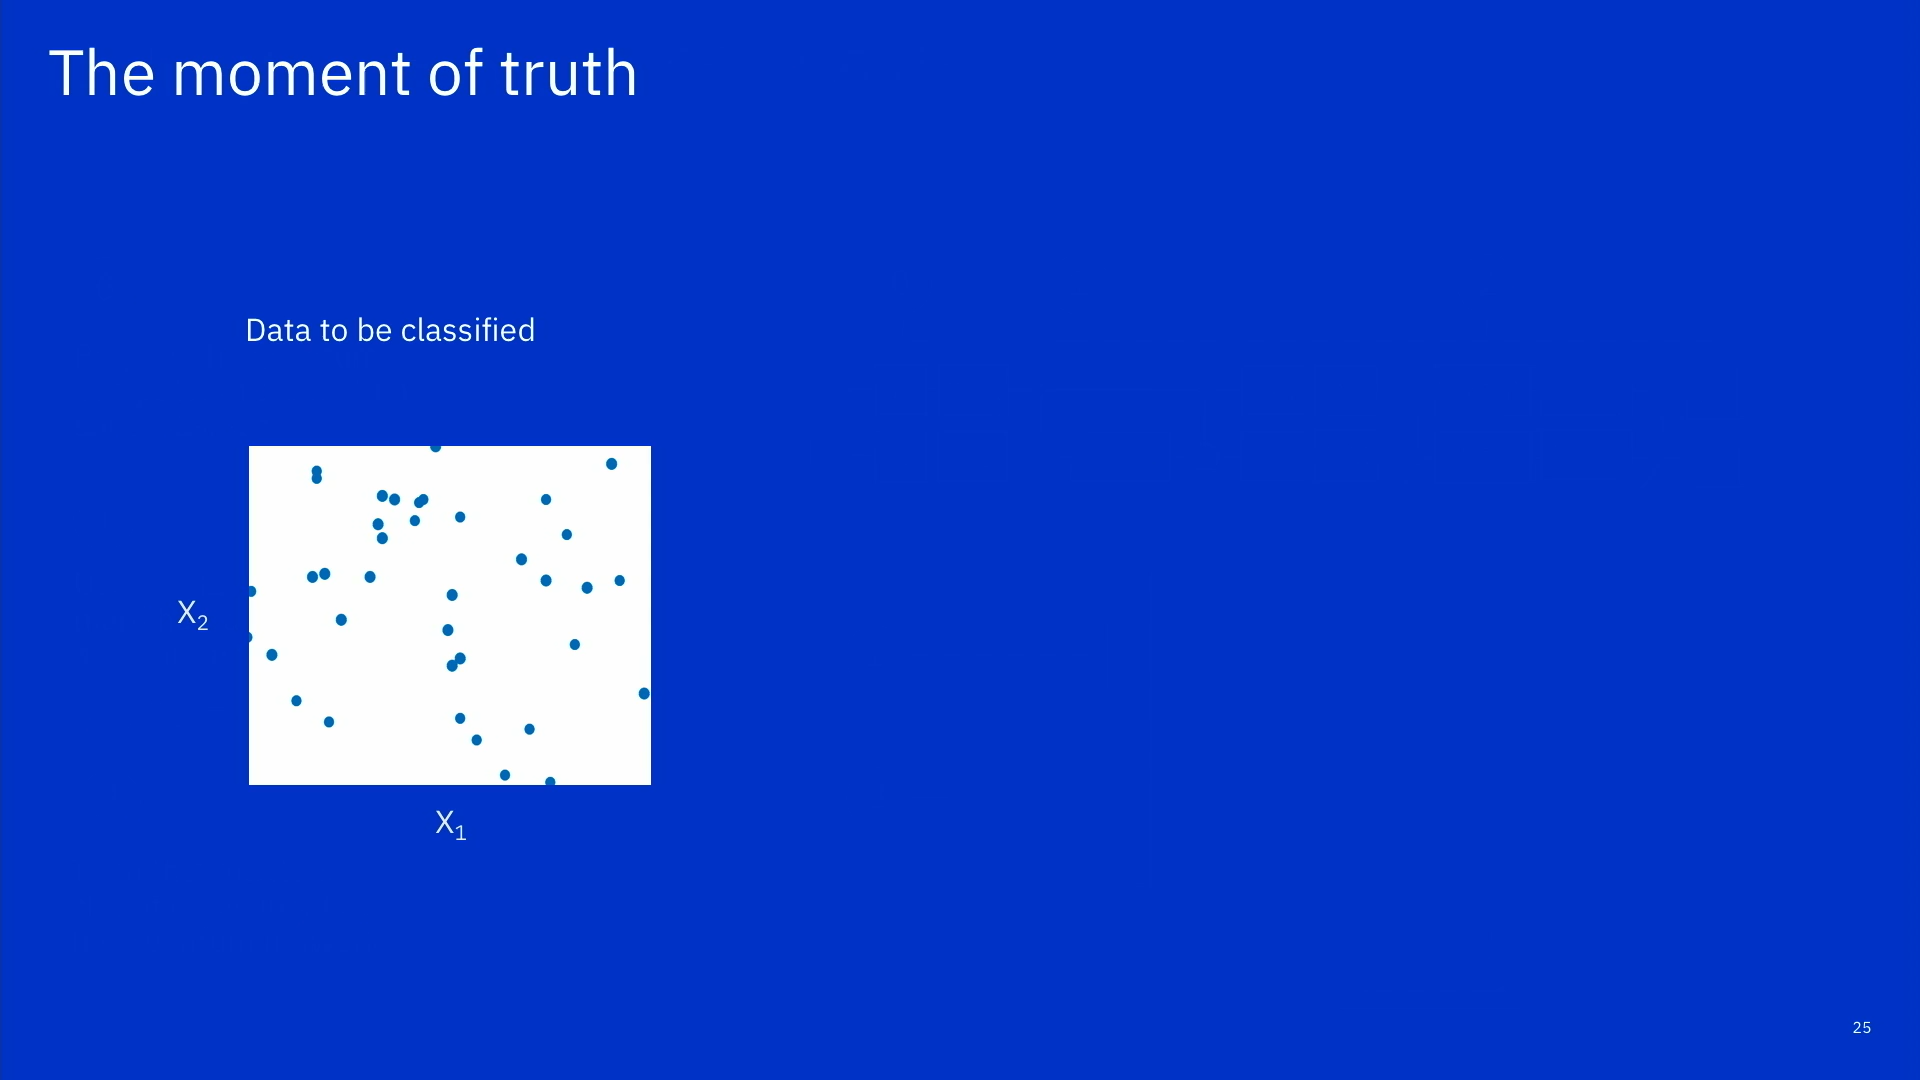 The moment of truth
Data to be classified
X₂
X₁
25